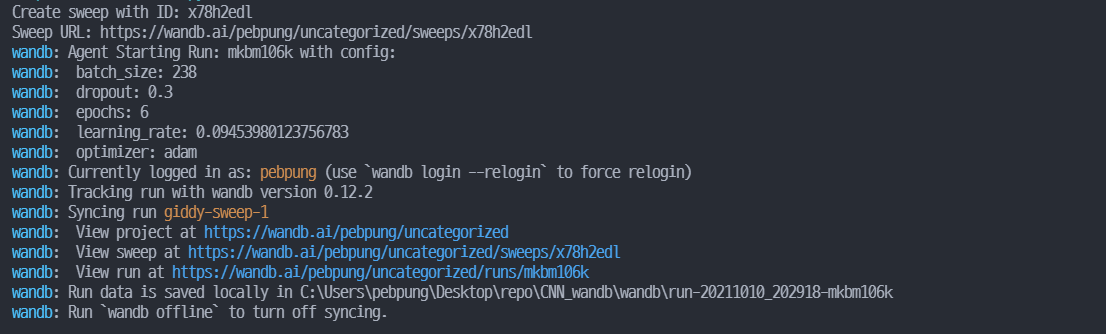 Create sweep with ID: x78h2edl
Sweep URL: https://wandb.ai/pebpung/uncategorized/sweeps/x78h2edl
wandb: Agent Starting Run: mkbm106k with config:
wandb:  batch_size: 238
wandb:  dropout: 0.3
wandb:  epochs: 6
wandb:  learning_rate: 0.09453980123756783
wandb:  optimizer: adam
wandb: Currently logged in as: pebpung (use `wandb login --relogin` to force relogin)
wandb: Tracking run with wandb version 0.12.2
wandb: Syncing run giddy-sweep-1
wandb:  View project at https://wandb.ai/pebpung/uncategorized
wandb:  View sweep at https://wandb.ai/pebpung/uncategorized/sweeps/x78h2edl
wandb:  View run at https://wandb.ai/pebpung/uncategorized/runs/mkbm106k
wandb: Run data is saved locally in C:\Users\pebpung\Desktop\repo\CNN_wandb\wandb\run-20211010_202918-mkbm106k
wandb: Run `wandb offline` to turn off syncing.